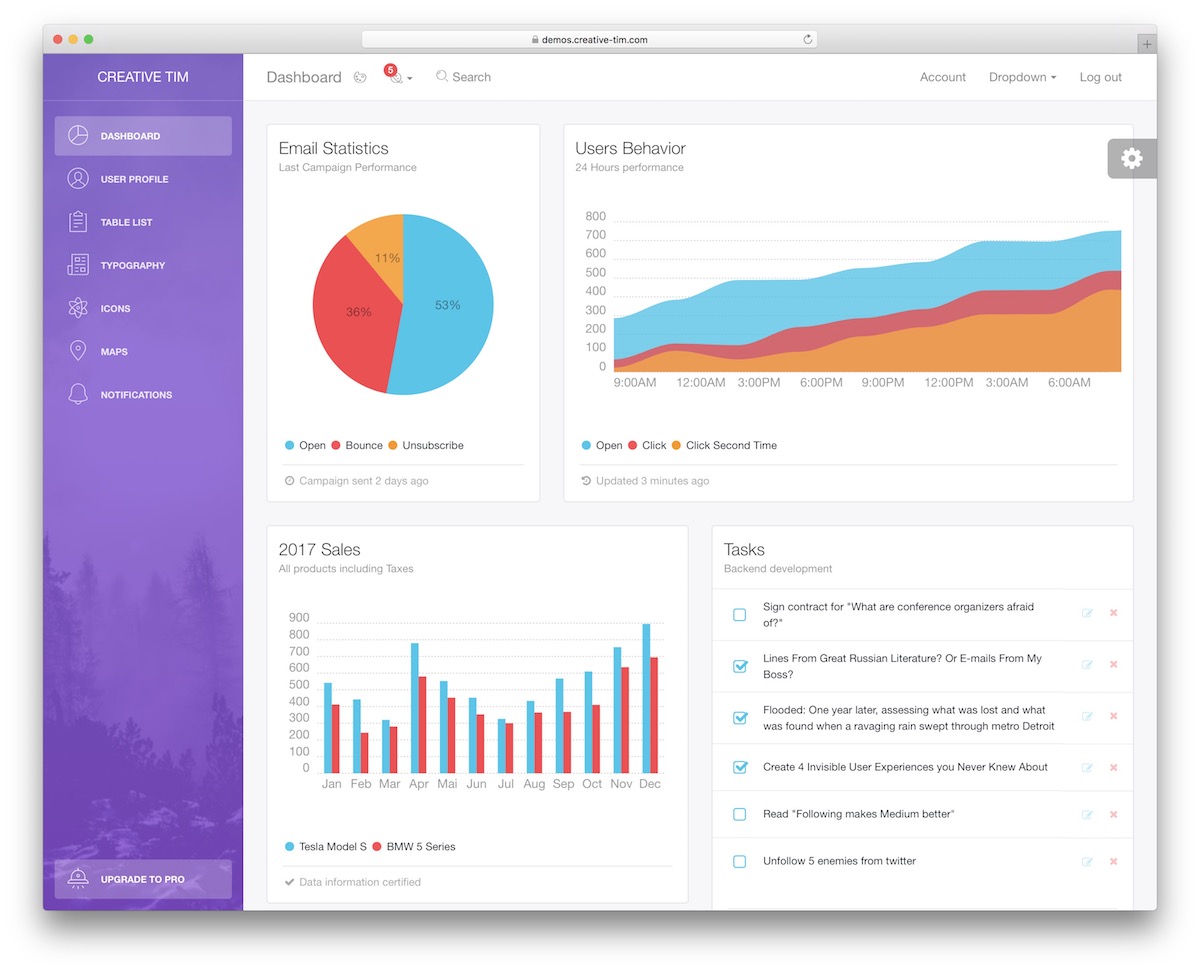 demos.creative-tim.com
CREATIVE TIM
DASHBOARD
USER PROFILE
TABLE LIST
TYPOGRAPHY
ICONS
MAPS
NOTIFICATIONS
UPGRADE TO PRO
Dashboard 5 Search Account Dropdown Log out
Email Statistics
Last Campaign Performance
11%
36% 53%
Open Bounce Unsubscribe
Campaign sent 2 days ago
Users Behavior
24 Hours performance
800
700
600
500
400
300
200
100
0
9:00AM 12:00AM 3:00PM 6:00PM 9:00PM 12:00PM 3:00AM 6:00AM
Open Click Click Second Time
Updated 3 minutes ago
2017 Sales
All products including Taxes
900
800
700
600
500
400
300
200
100
0
Jan Feb Mar Apr Mai Jun Jul Aug Sep Oct Nov Dec
Tesla Model S BMW 5 Series
Data information certified
Tasks
Backend development
Sign contract for "What are conference organizers afraid
of?"
Lines From Great Russian Literature? Or E-mails From My
Boss?
Flooded: One year later, assessing what was lost and what
was found when a ravaging rain swept through metro Detroit
Create 4 Invisible User Experiences you Never Knew About
Read "Following makes Medium better"
Unfollow 5 enemies from twitter